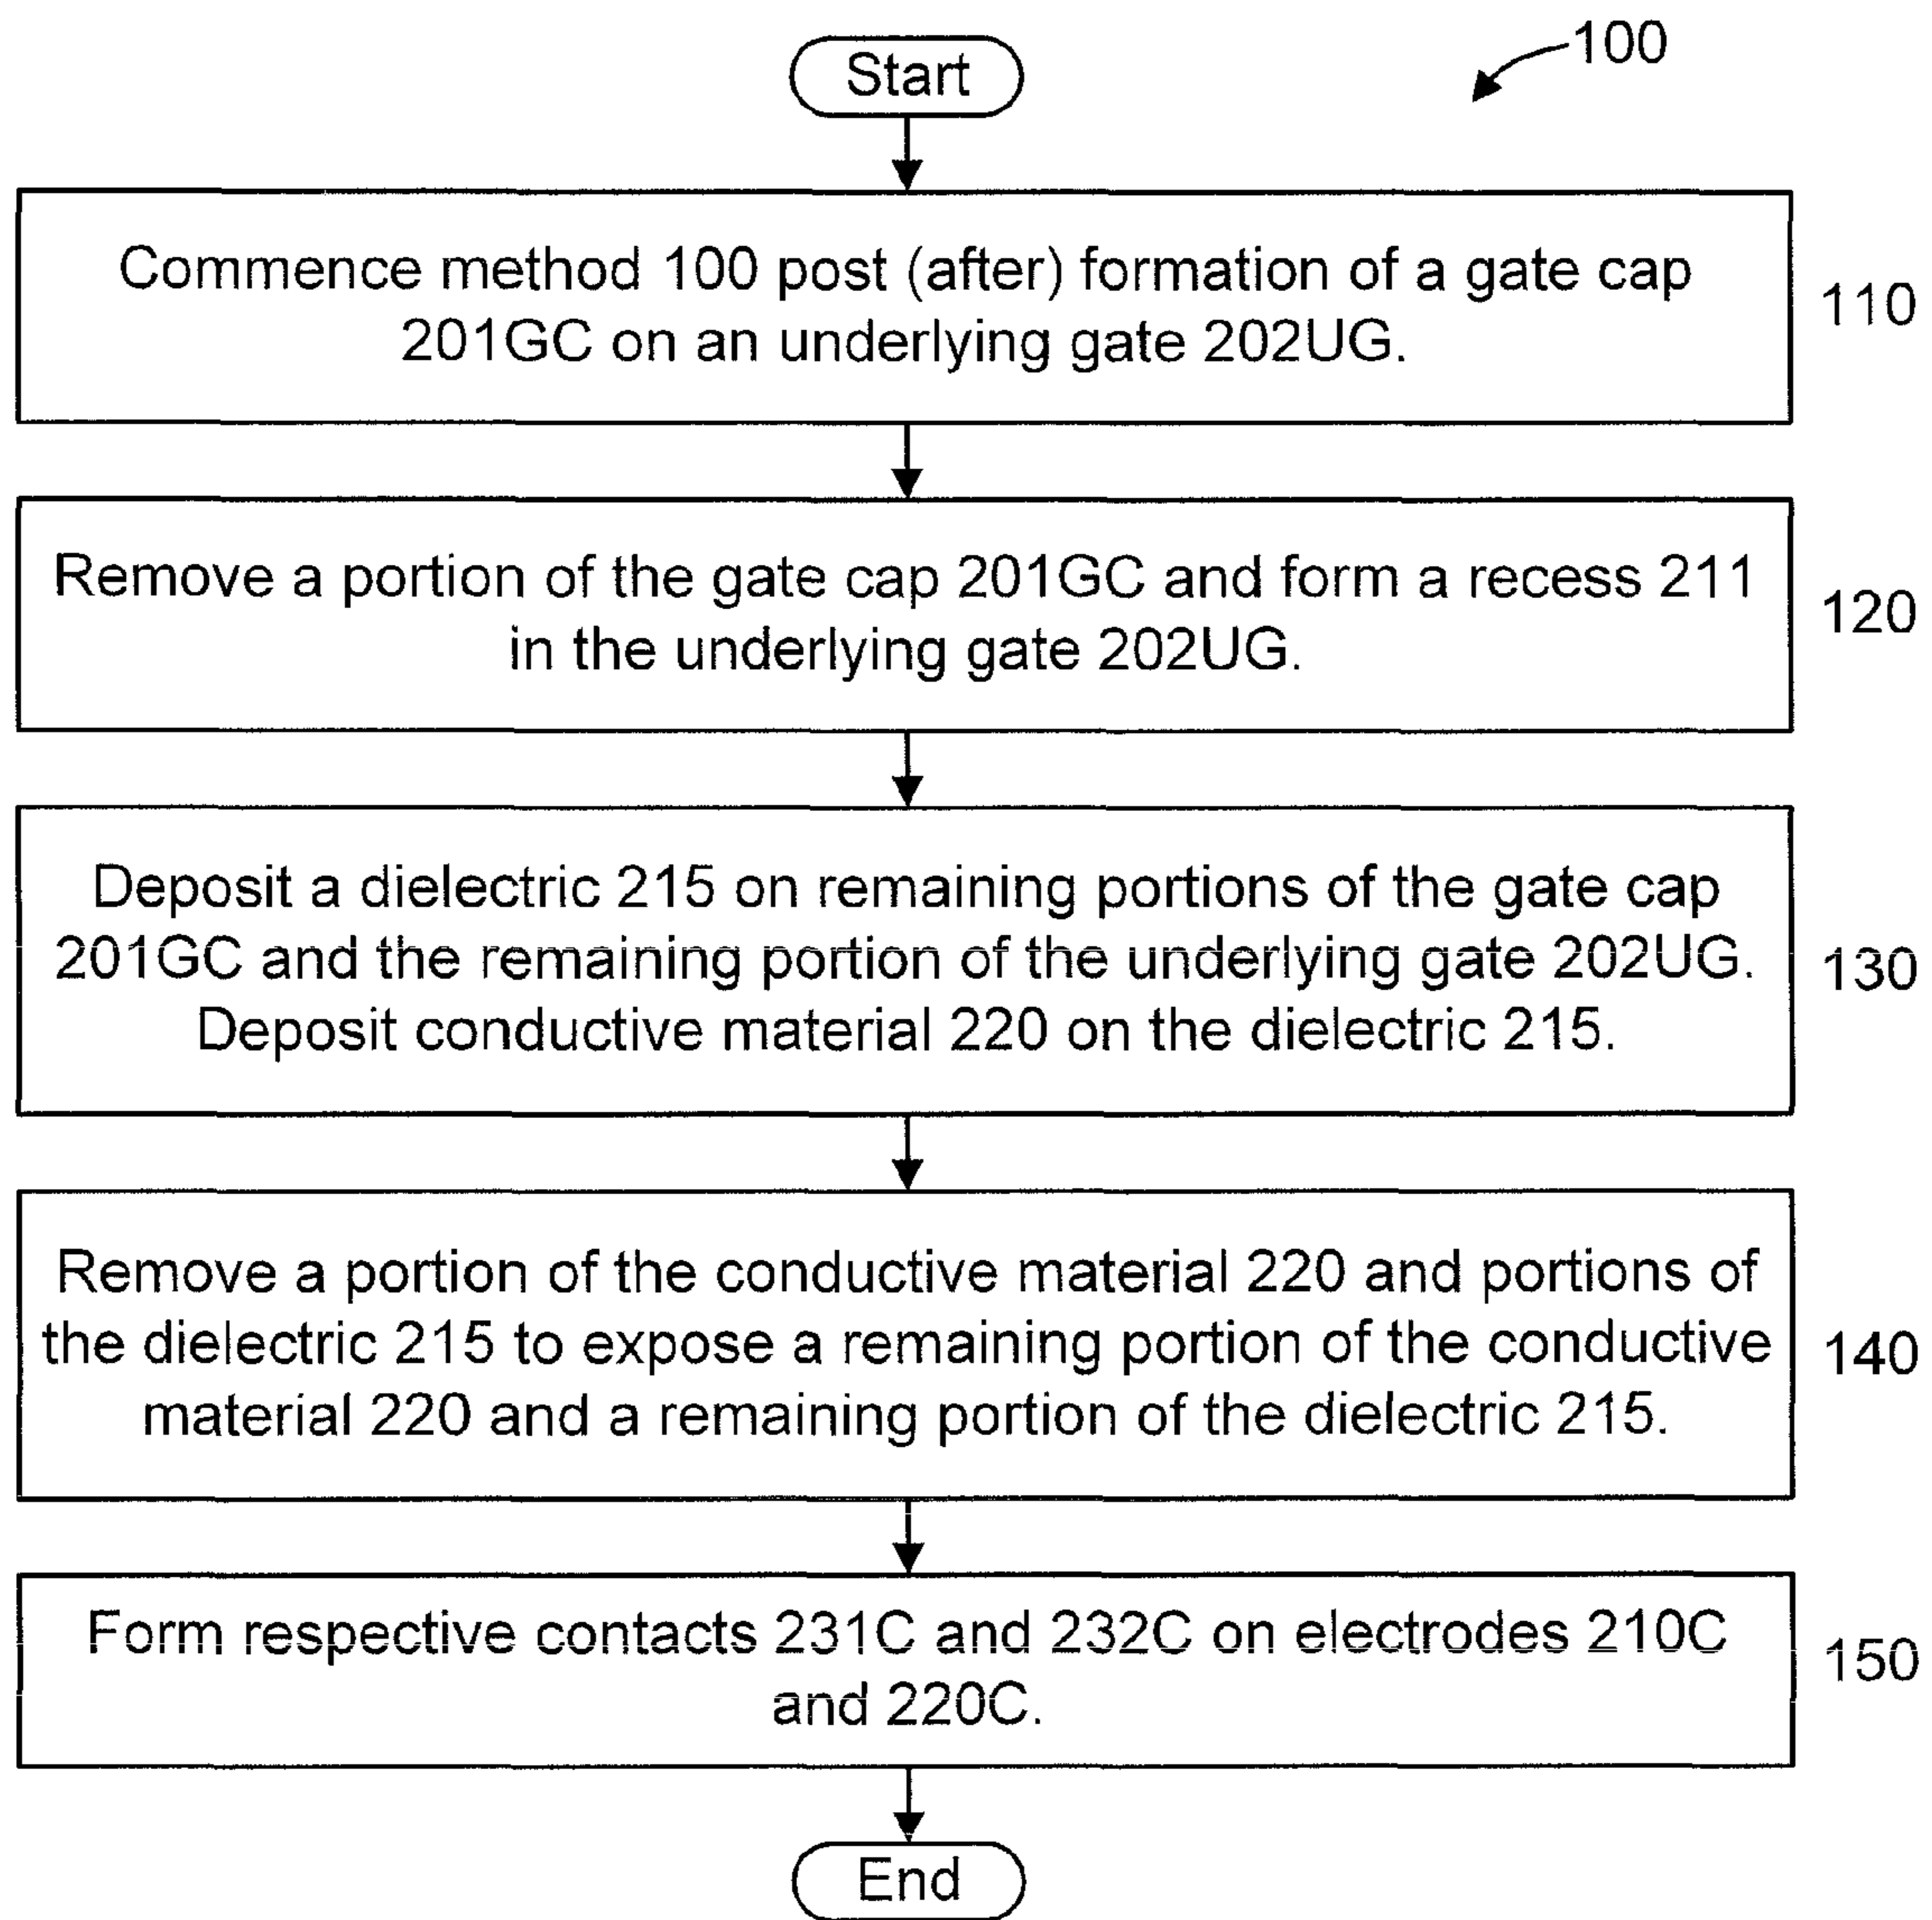 100
Start
Commence method 100 post (after) formation of a gate cap
201GC on an underlying gate 202UG.
110
Remove a portion of the gate cap 201GC and form a recess 211
in the underlying gate 202UG.
120
Deposit a dielectric 215 on remaining portions of the gate cap
201GC and the remaining portion of the underlying gate 202UG.
Deposit conductive material 220 on the dielectric 215.
130
Remove a portion of the conductive material 220 and portions of
the dielectric 215 to expose a remaining portion of the conductive
material 220 and a remaining portion of the dielectric 215.
140
Form respective contacts 231C and 232C on electrodes 210C
and 220C.
150
End